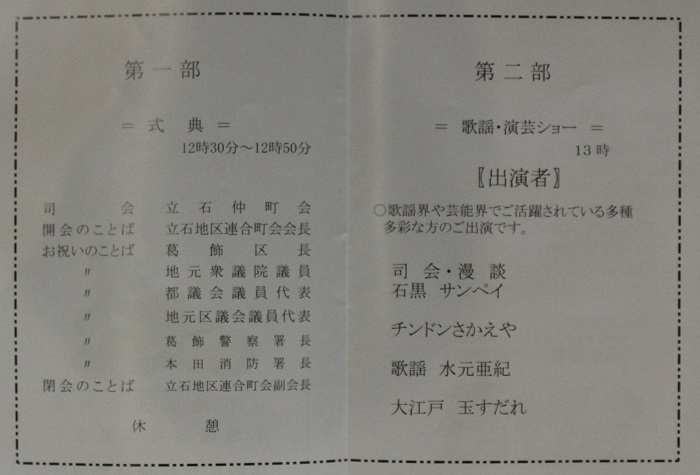 第一部
＝ 式 典 ＝
12時30分〜12時50分
司 会 立石仲町会
開会のことば 立石地区連合町会会長
お祝いのことば 葛飾区長
〃 地元衆議院議員
〃 都議会議員代表
〃 地元区議会議員代表
〃 葛飾警察署長
〃 本田消防署長
閉会のことば 立石地区連合町会副会長
休 憩
第二部
＝ 歌謡・演芸ショー ＝
13時
〖出演者〗
○歌謡界や芸能界でご活躍されている多種
多彩な方のご出演です。
司 会・漫 談
石黒 サンペイ
チンドンさかえや
歌謡 水元亜紀
大江戸 玉すだれ